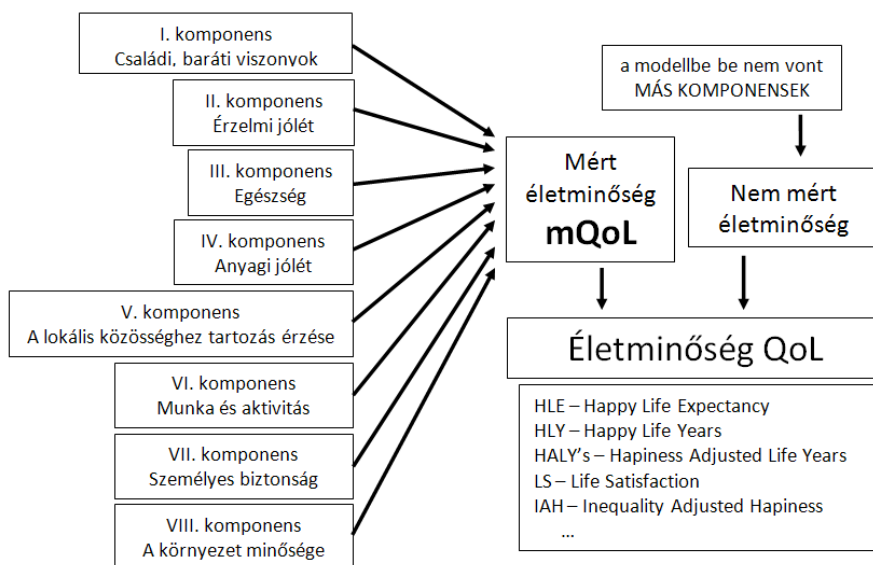 I. komponens
Családi, baráti viszonyok
II. komponens
Érzelmi jólét
III. komponens
Egészség
IV. komponens
Anyagi jólét
V. komponens
A lokális közösséghez tartozás érzése
VI. komponens
Munka és aktivitás
VII. komponens
Személyes biztonság
VIII. komponens
A környezet minősége
Mért
életminőség
mQoL
a modellbe be nem vont
MÁS KOMPONENSEK
Nem mért
életminőség
Életminőség QoL
HLE – Happy Life Expectancy
HLY – Happy Life Years
HALY's – Hapiness Adjusted Life Years
LS – Life Satisfaction
IAH – Inequality Adjusted Hapiness
...